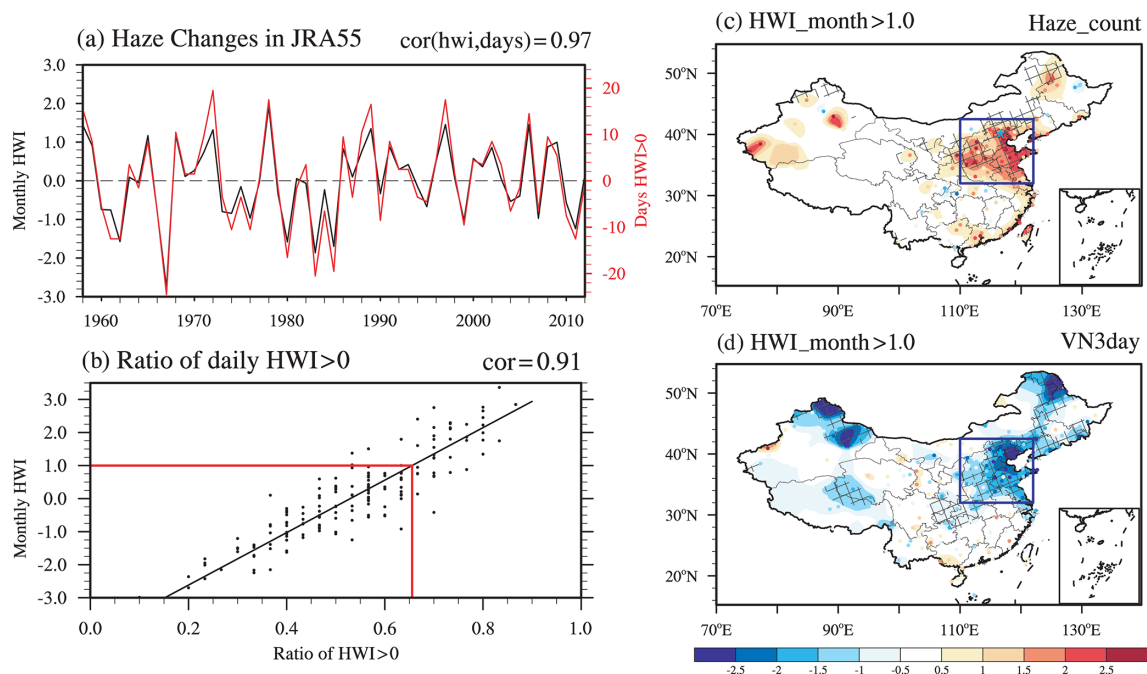 (a) Haze Changes in JRA55
cor(hwi,days)=0.97
3.0
2.0
1.0
0.0
-1.0
-2.0
-3.0
Monthly HWI
20
10
0
-10
-20
Days HWI>0
1960
1970
1980
1990
2000
2010
(b) Ratio of daily HWI>0
cor=0.91
3.0
2.0
1.0
0.0
-1.0
-2.0
-3.0
Monthly HWI
0.0
0.2
0.4
0.6
0.8
1.0
Ratio of HWI>0
(c) HWI_month>1.0
Haze_count
50°N
40°N
30°N
20°N
70°E
90°E
110°E
130°E
(d) HWI_month>1.0
VN3day
50°N
40°N
30°N
20°N
70°E
90°E
110°E
130°E
-2.5
-2
-1.5
-1
-0.5
0.5
1
1.5
2
2.5